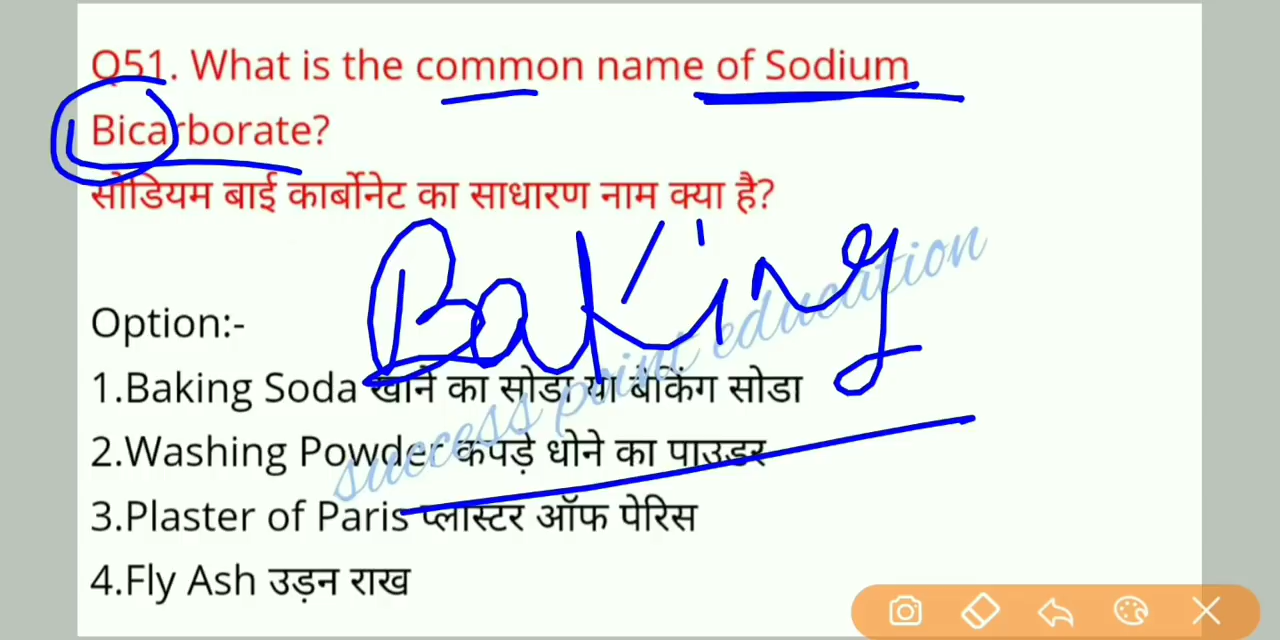 Q51. What is the common name of Sodium
Bicarborate?
सोडियम बाई कार्बोनेट का साधारण नाम क्या है?
Baking
Option:-
1.Baking Soda खाने का सोडा या बेकिंग सोडा
2.Washing Powder कपड़े धोने का पाउडर
3.Plaster of Paris प्लास्टर ऑफ पेरिस
4.Fly Ash उड़न राख
success point education